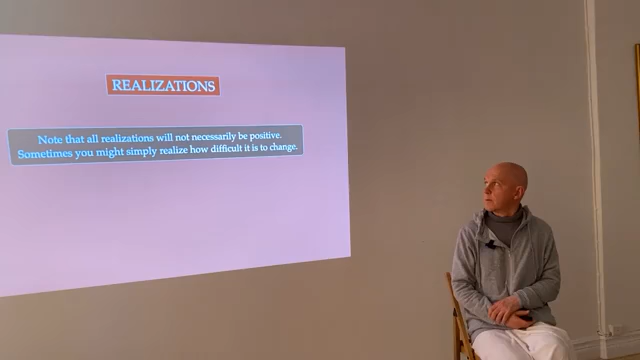 REALIZATIONS
Note that all realizations will not necessarily be positive.
Sometimes you might simply realize how difficult it is to change.